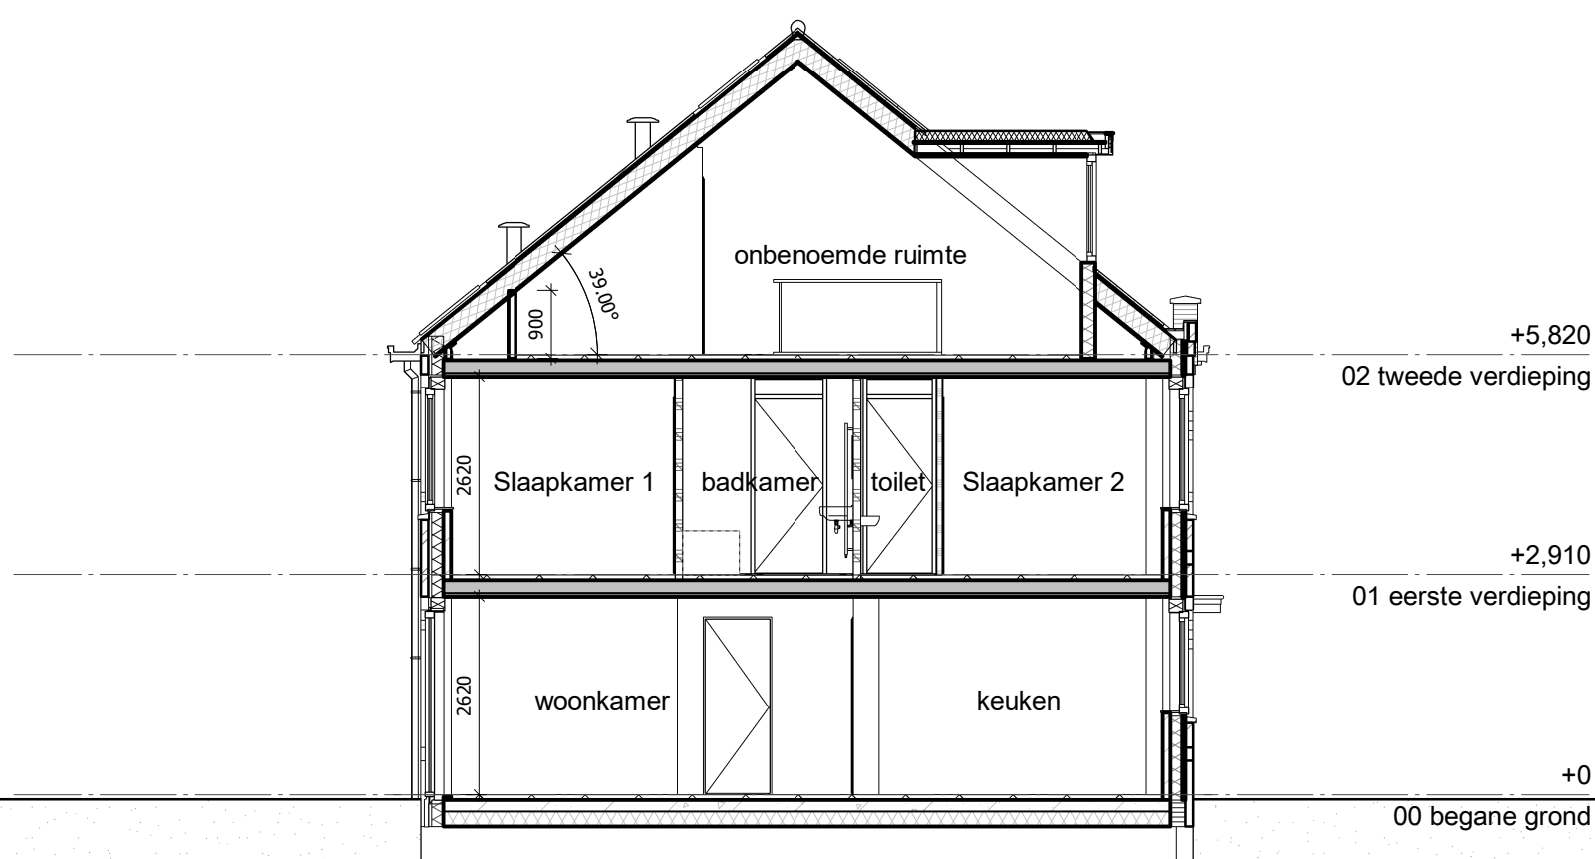 onbenoemde ruimte
39.00°
900
+5,820
02 tweede verdieping
2620
Slaapkamer 1
badkamer
toilet
Slaapkamer 2
+2,910
01 eerste verdieping
2620
woonkamer
keuken
+0
00 begane grond